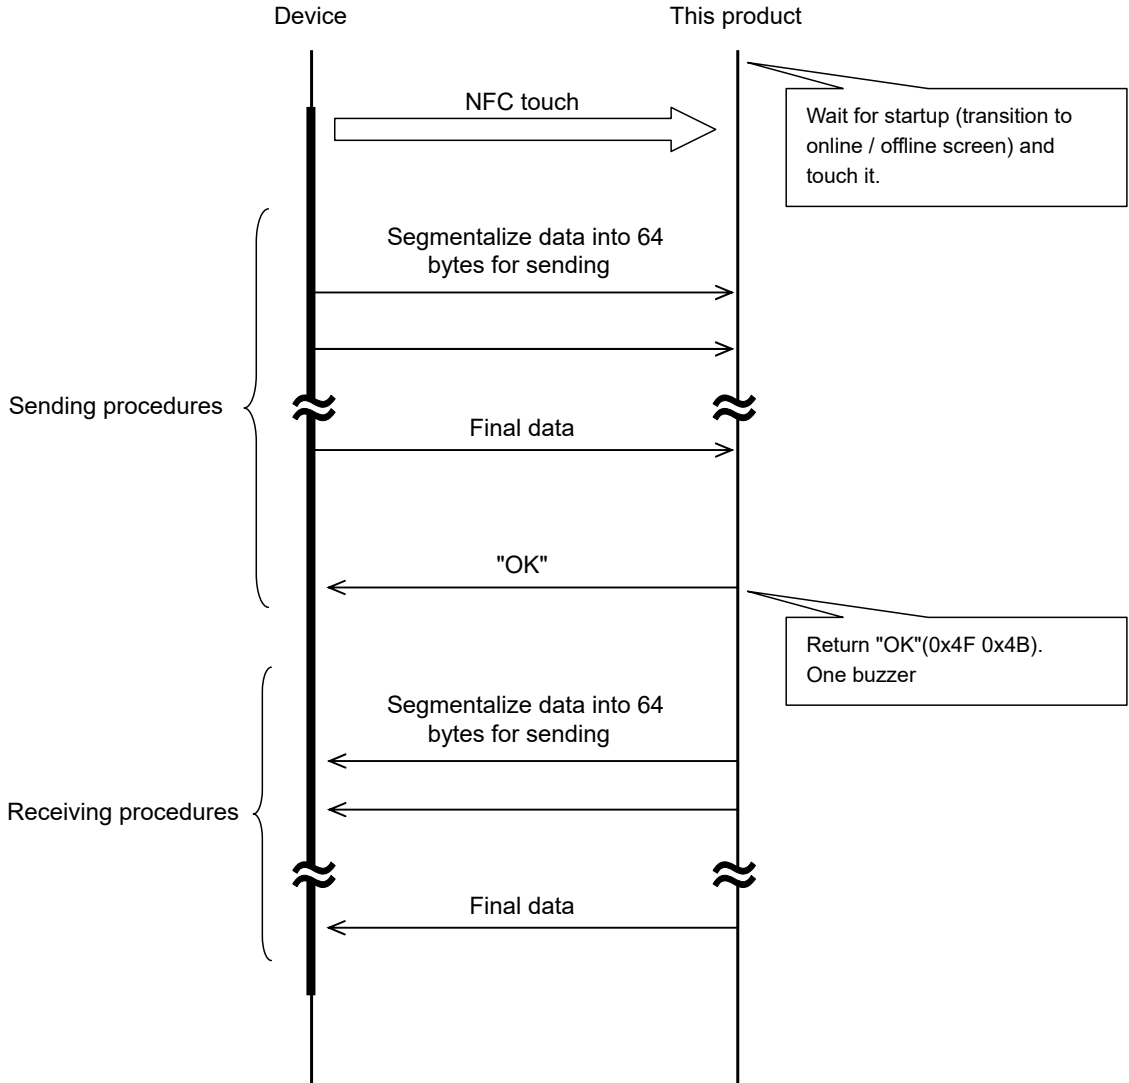 Device
This product
NFC touch
Wait for startup (transition to
online / offline screen) and
touch it.
Segmentalize data into 64
bytes for sending
Sending procedures
Final data
"OK"
Return "OK"(0x4F 0x4B).
One buzzer
Segmentalize data into 64
bytes for sending
Receiving procedures
Final data